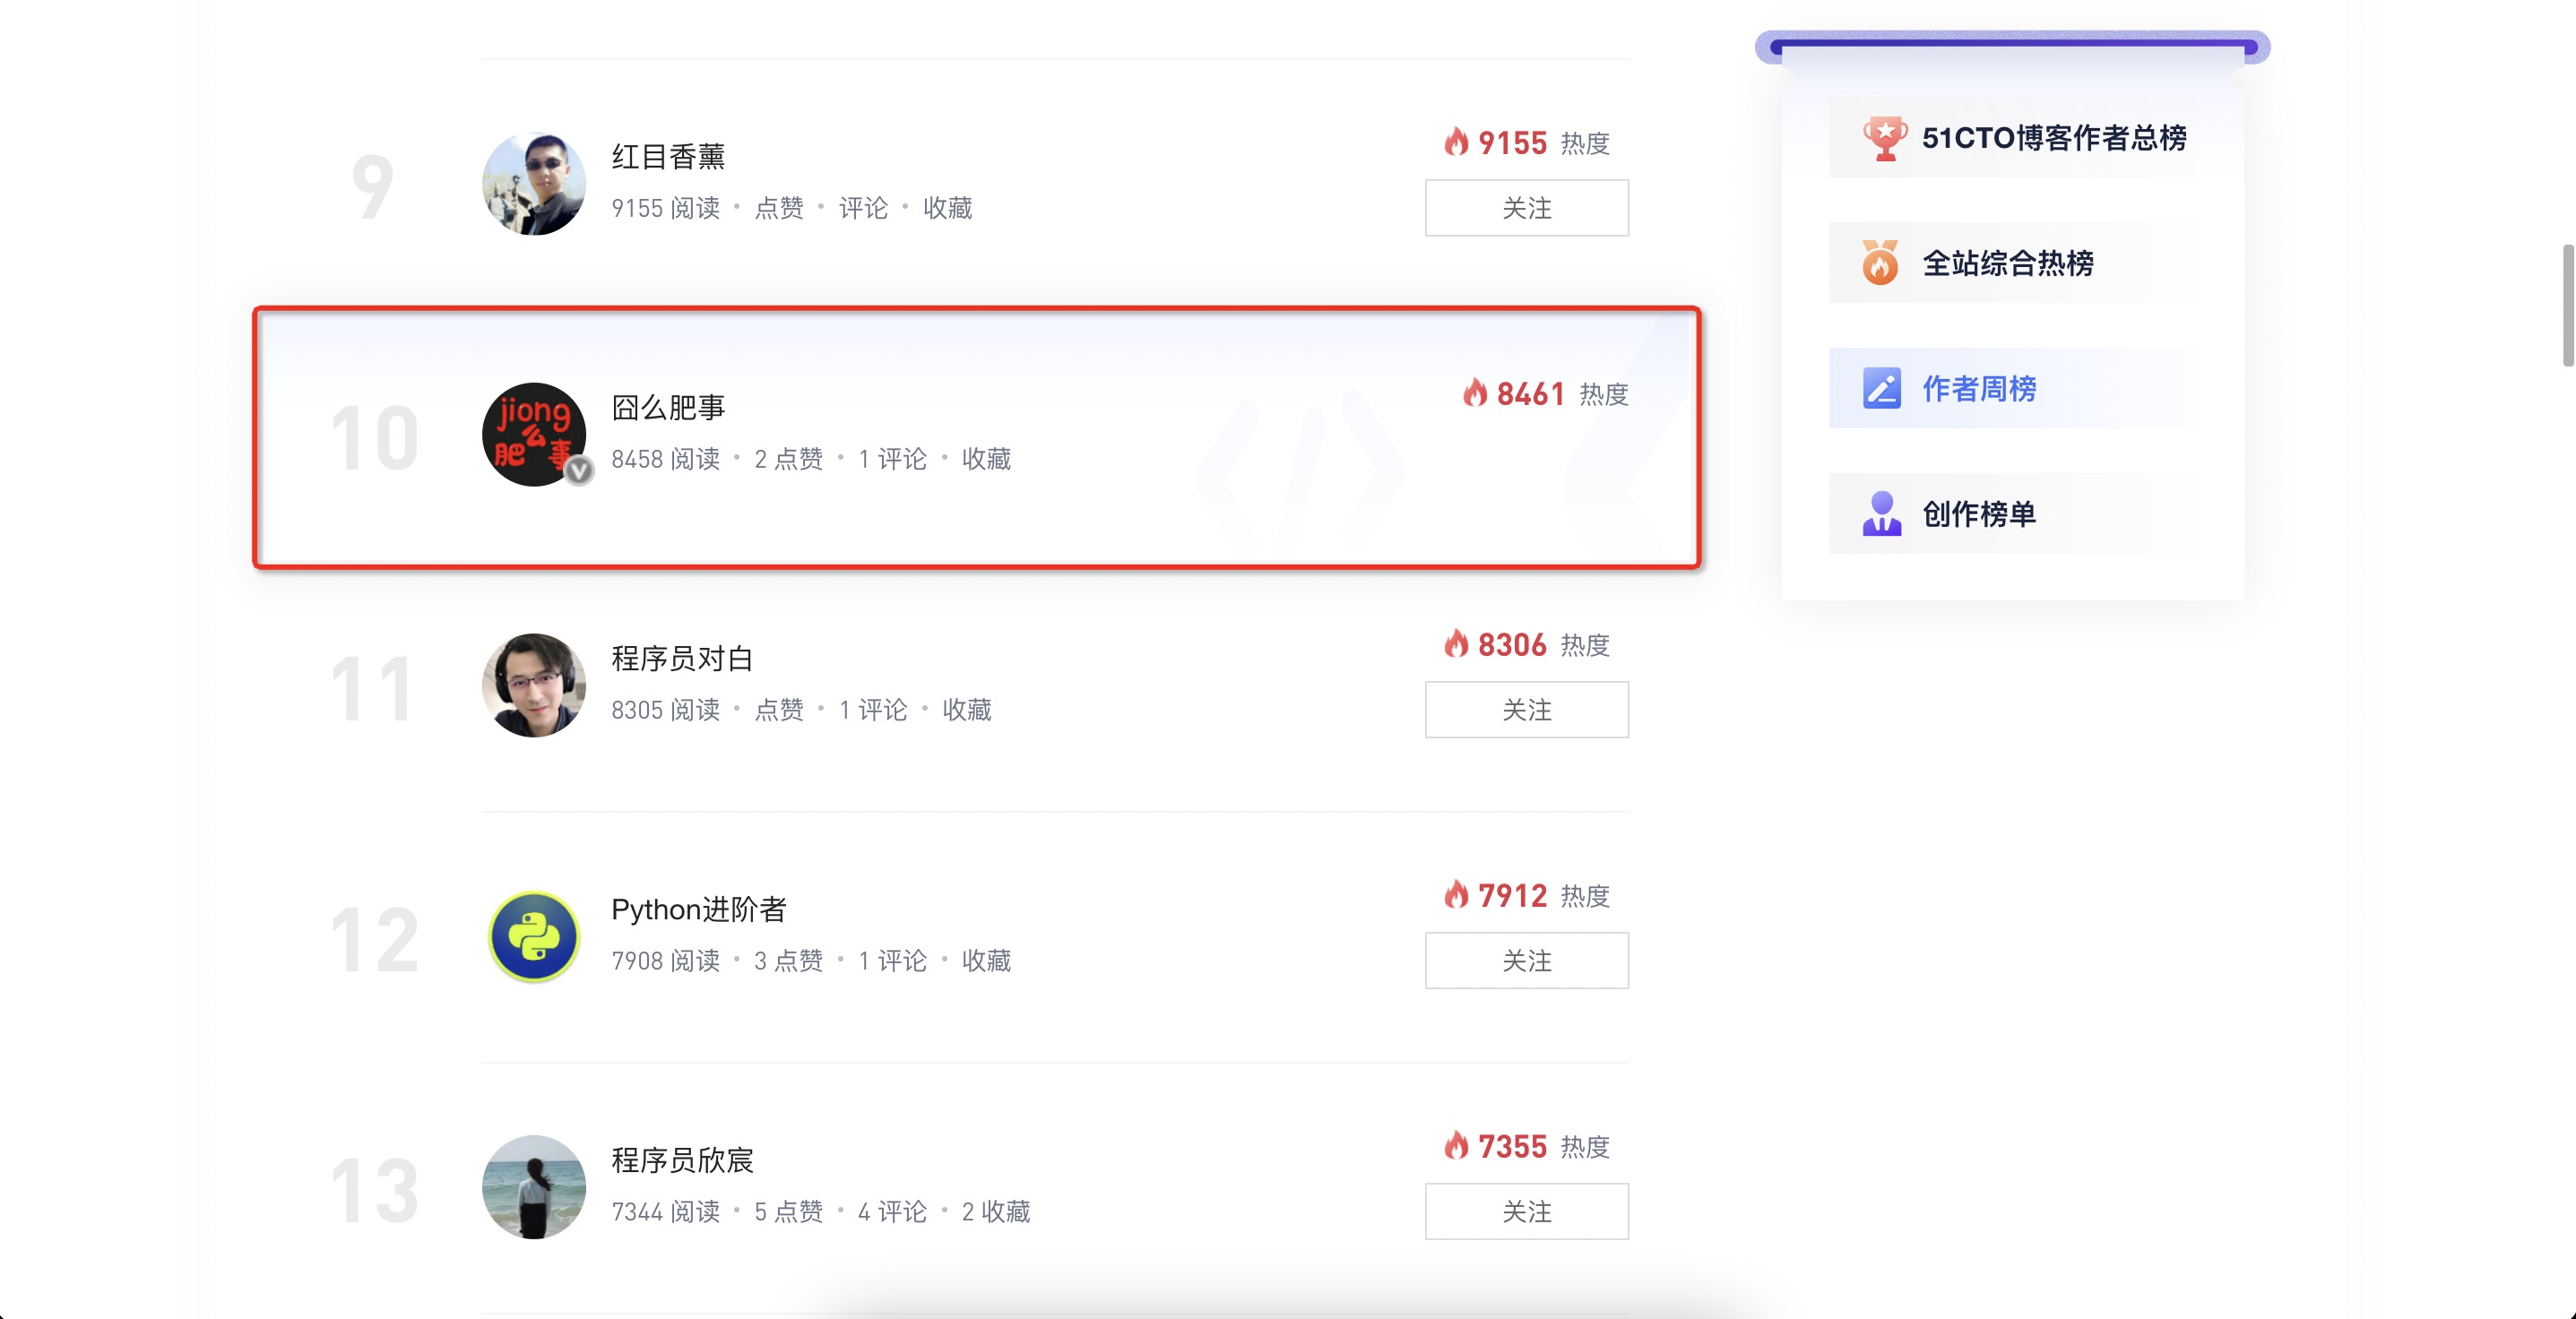 9
红目香薰
9155 阅读 • 点赞 • 评论 • 收藏
9155 热度
关注
10
jiong
么
肥 事
V
囧么肥事
8458 阅读 • 2 点赞 • 1 评论 • 收藏
8461 热度
11
程序员对白
8305 阅读 • 点赞 • 1 评论 • 收藏
8306 热度
关注
12
Python进阶者
7908 阅读 • 3 点赞 • 1 评论 • 收藏
7912 热度
关注
13
程序员欣宸
7344 阅读 • 5 点赞 • 4 评论 • 2 收藏
7355 热度
关注
51CTO博客作者总榜
全站综合热榜
作者周榜
创作榜单